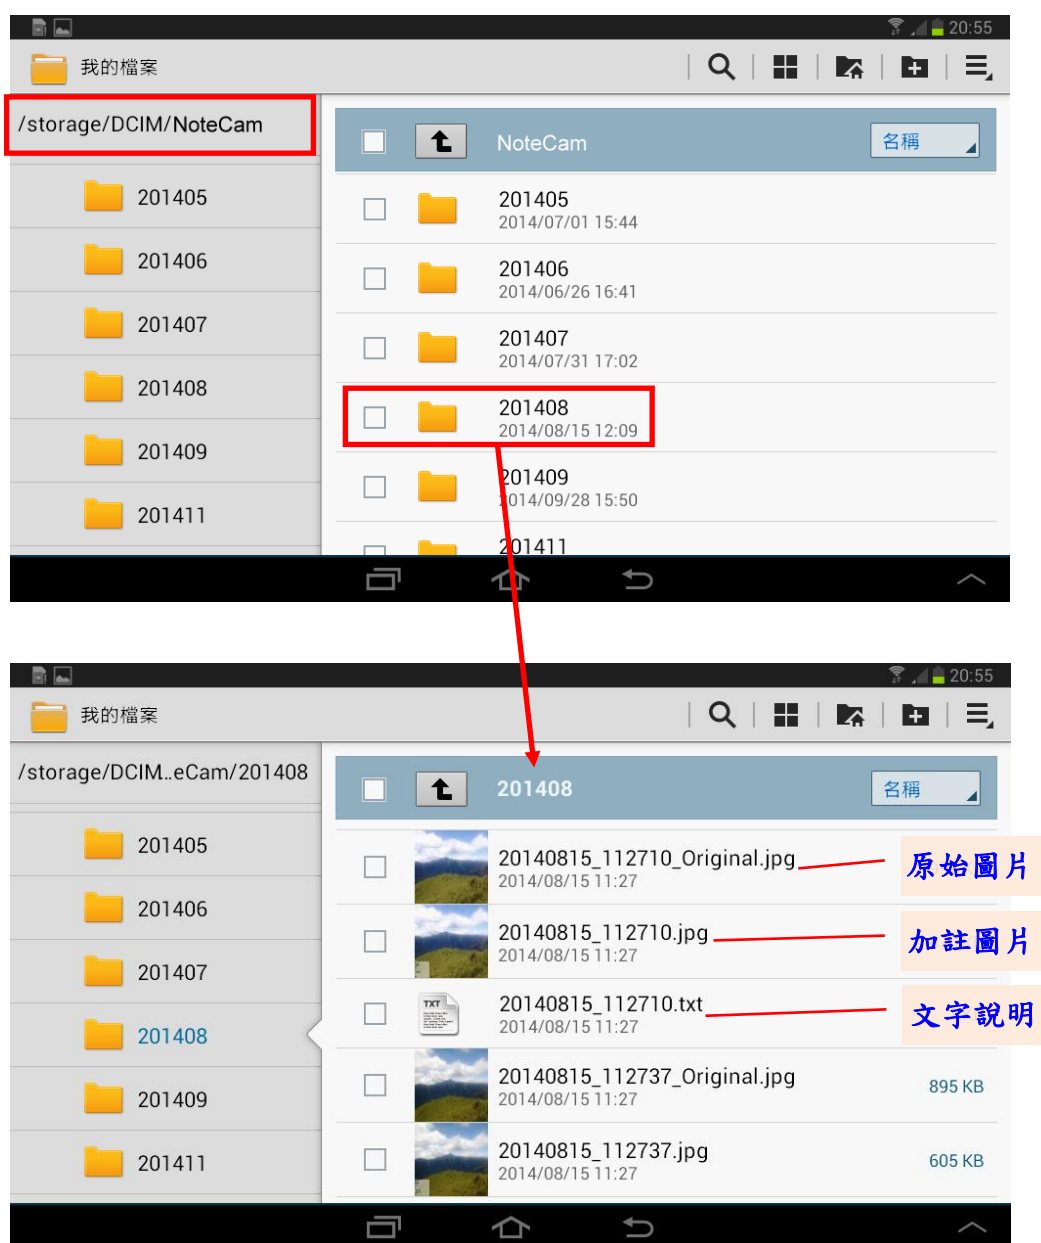 20:55
我的檔案
/storage/DCIM/NoteCam
201405
201406
201407
201408
201409
201411
NoteCam
名稱
201405
2014/07/01 15:44
201406
2014/06/26 16:41
201407
2014/07/31 17:02
201408
2014/08/15 12:09
201409
2014/09/28 15:50
201411
20:55
我的檔案
/storage/DCIM..eCam/201408
201405
201406
201407
201408
201409
201411
201408
名稱
20140815_112710_Original.jpg
2014/08/15 11:27
原始圖片
20140815_112710.jpg
2014/08/15 11:27
加註圖片
TXT
20140815_112710.txt
2014/08/15 11:27
文字說明
20140815_112737_Original.jpg
2014/08/15 11:27
895 KB
20140815_112737.jpg
2014/08/15 11:27
605 KB